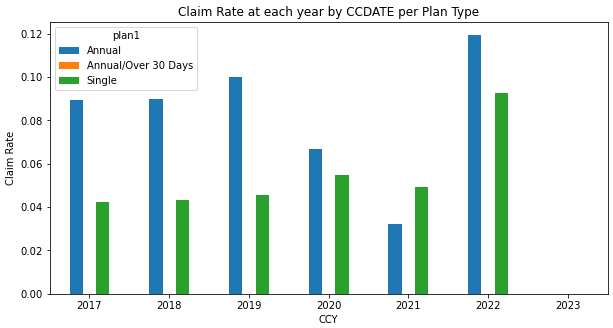 Claim Rate at each year by CCDATE per Plan Type
plan1
Annual
Annual/Over 30 Days
Single
Claim Rate
0.12
0.10
0.08
0.06
0.04
0.02
0.00
2017 2018 2019 2020 2021 2022 2023
CCY